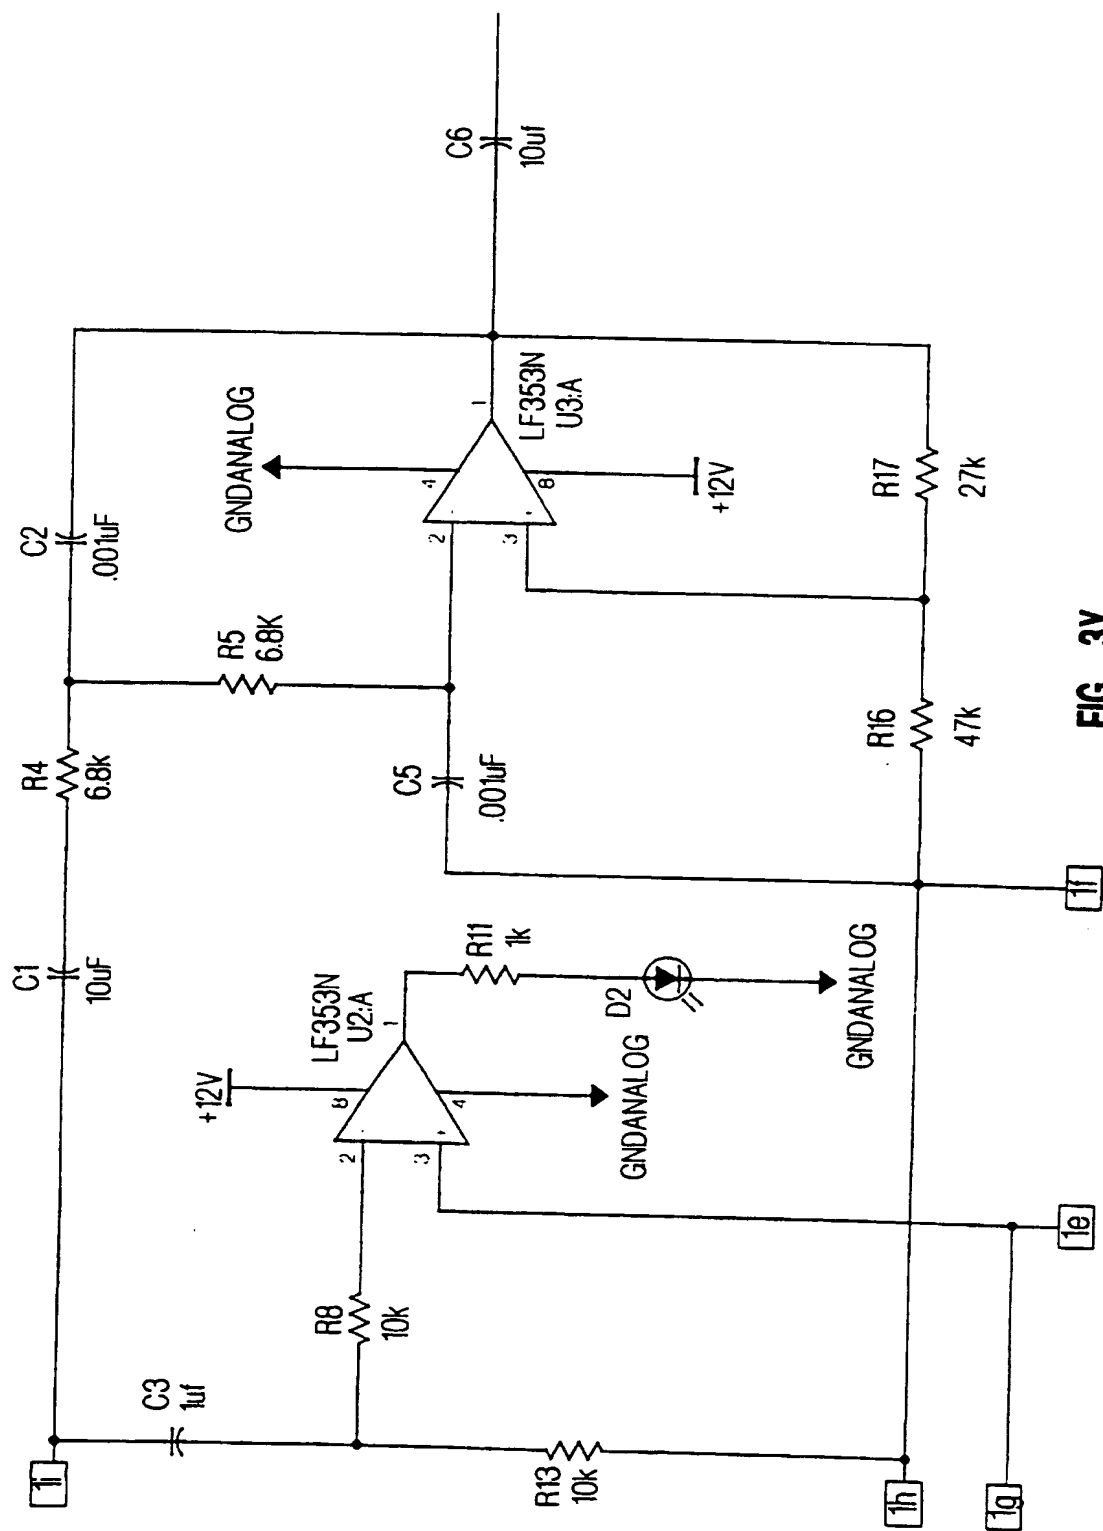 1i
C3
1uf
C1
10uF
R4
6.8k
C2
.001uF
R5
6.8K
GNDANALOG
4
2
3
8
1
LF353N
U3:A
+12V
C6
10uf
C5
.001uF
+12V
8
2
3
4
1
LF353N
U2:A
GNDANALOG
R11
1k
D2
GNDANALOG
R8
10k
R13
10k
R16
47k
R17
27k
1h
1g
1e
1f
FIG 3Y